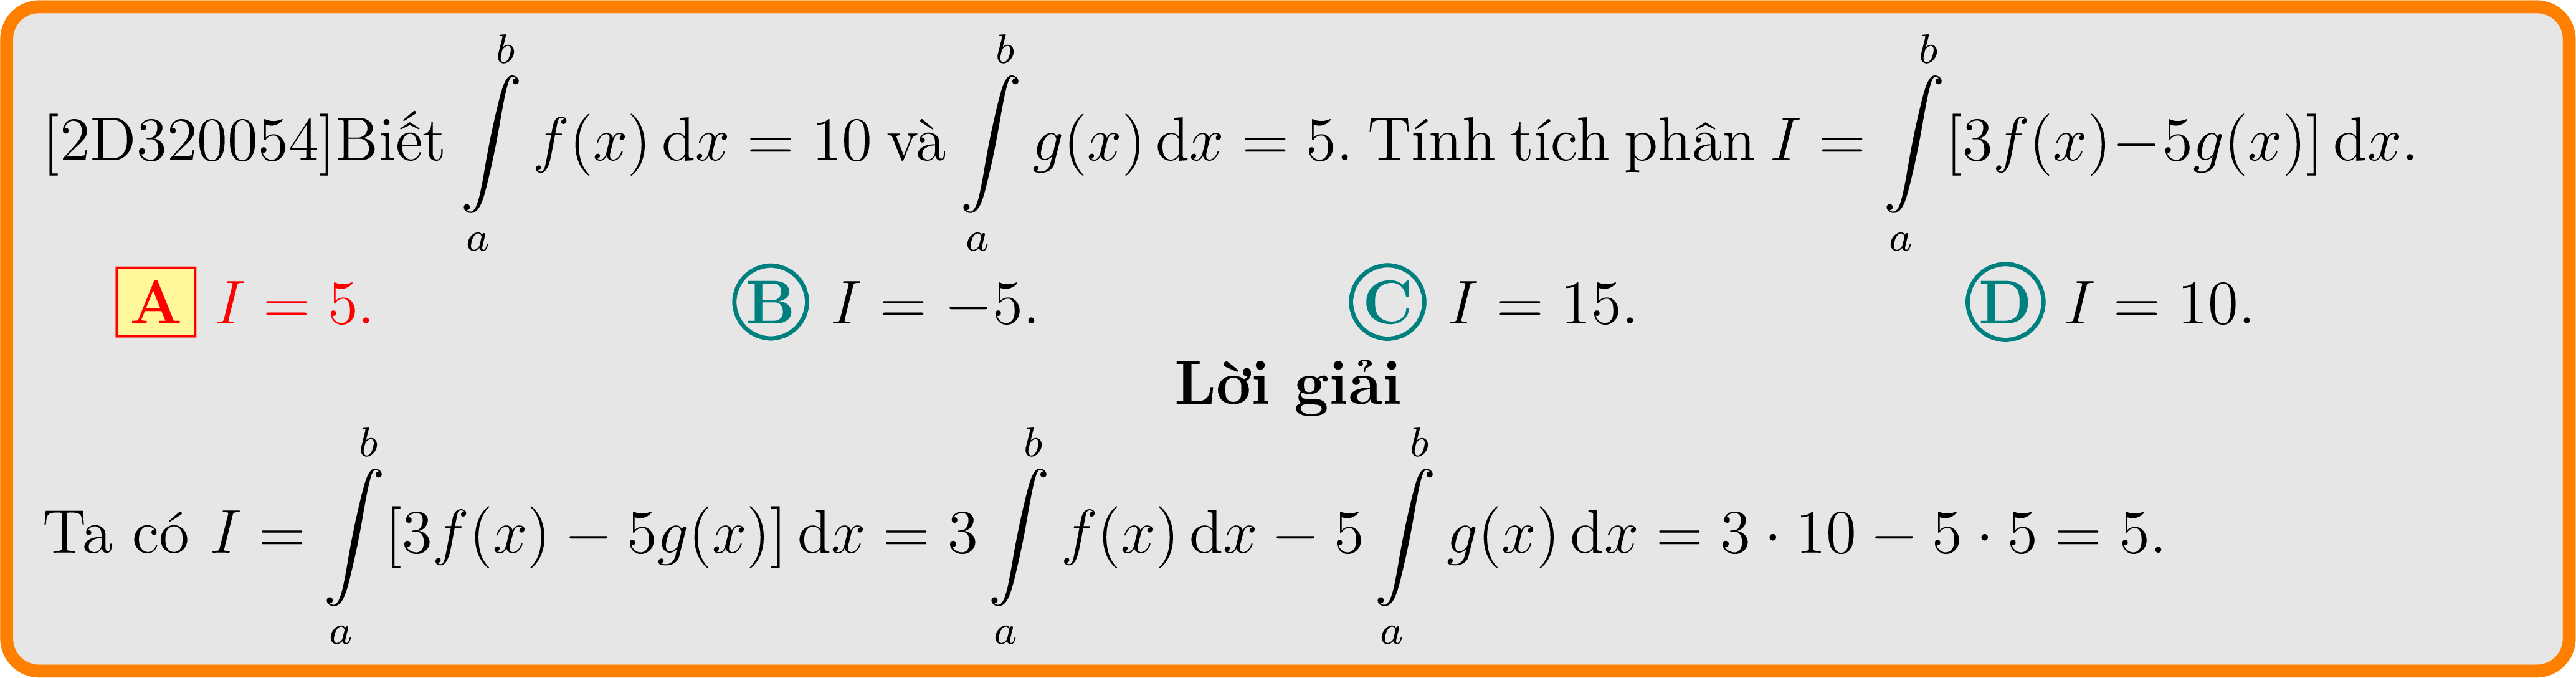 [2D320054]Biết $\int\limits_a^b f(x)\,\mathrm{d}x = 10$ và $\int\limits_a^b g(x)\,\mathrm{d}x = 5$. Tính tích phân $I = \int\limits_a^b [3f(x)-5g(x)]\,\mathrm{d}x$.
A $I = 5$. B $I = -5$. C $I = 15$. D $I = 10$.
Lời giải
Ta có $I = \int\limits_a^b [3f(x) - 5g(x)]\,\mathrm{d}x = 3\int\limits_a^b f(x)\,\mathrm{d}x - 5\int\limits_a^b g(x)\,\mathrm{d}x = 3 \cdot 10 - 5 \cdot 5 = 5$.